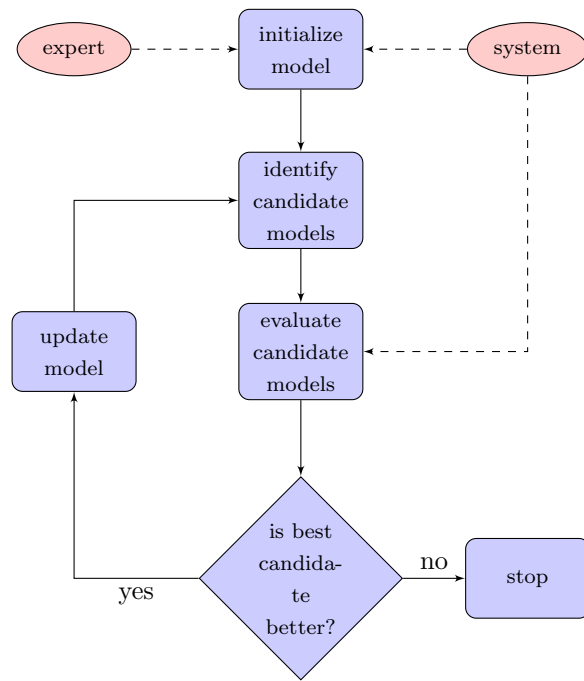 expert
initialize
model
system
identify
candidate
models
evaluate
candidate
models
update
model
is best
candida-
te
better?
yes
no
stop